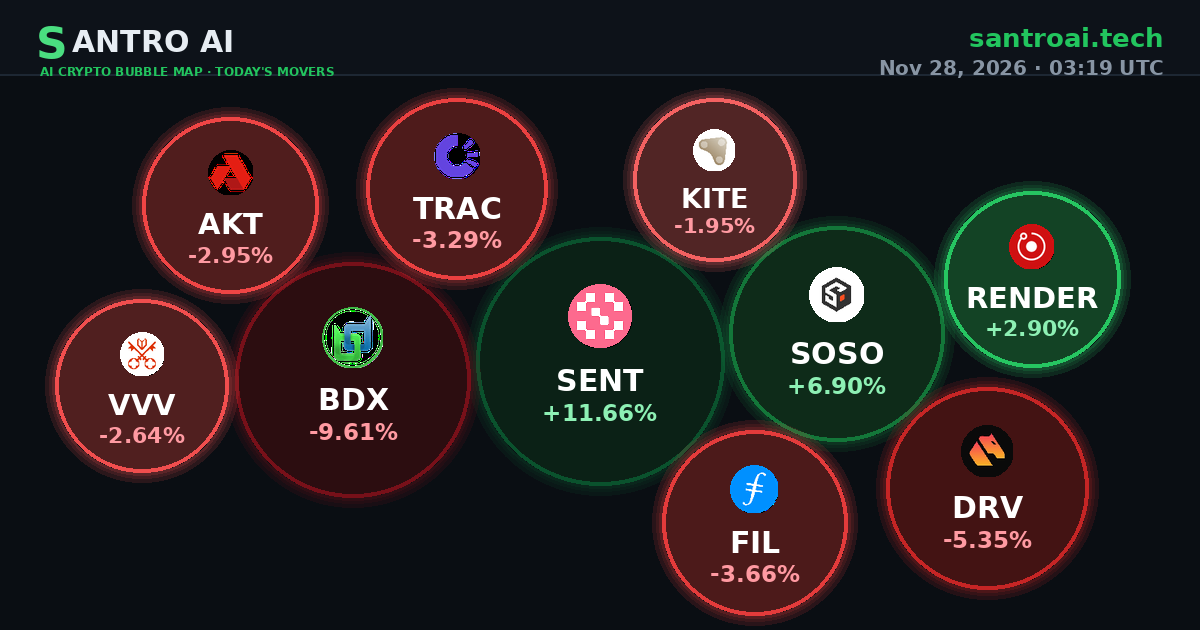 SANTRO AI
AI CRYPTO BUBBLE MAP · TODAY'S MOVERS
santroai.tech
Nov 28, 2026 · 03:19 UTC
AKT
-2.95%
TRAC
-3.29%
KITE
-1.95%
RENDER
+2.90%
VVV
-2.64%
BDX
-9.61%
SENT
+11.66%
SOSO
+6.90%
FIL
-3.66%
DRV
-5.35%